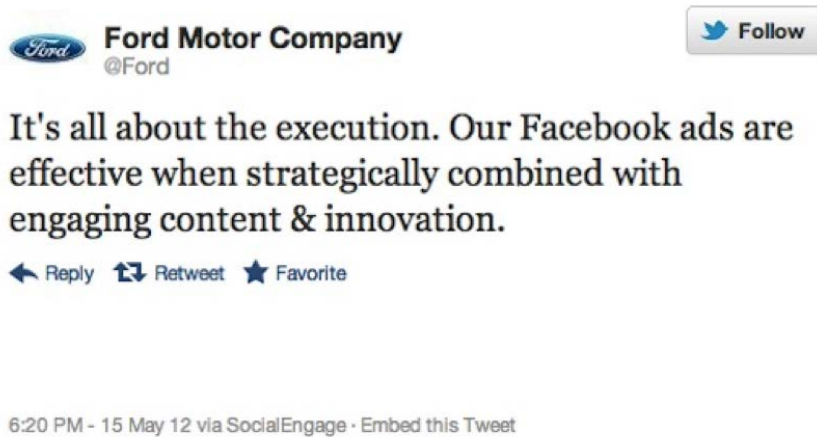 Ford
Ford Motor Company
@Ford
Follow
It's all about the execution. Our Facebook ads are
effective when strategically combined with
engaging content & innovation.
Reply Retweet Favorite
6:20 PM - 15 May 12 via SocialEngage · Embed this Tweet